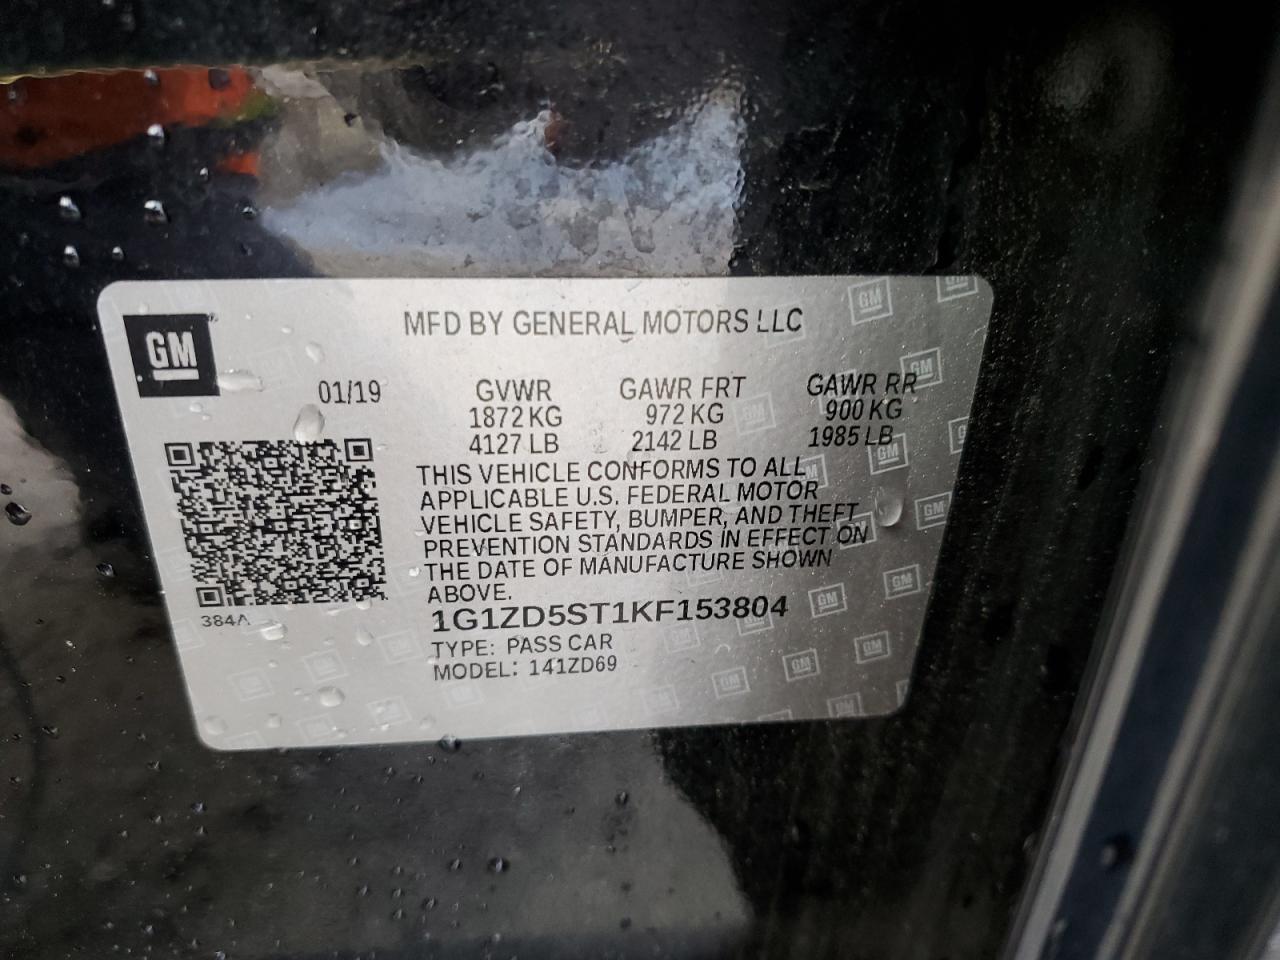 MFD BY GENERAL MOTORS LLC
GM
01/19
GVWR GAWR FRT GAWR RR
1872 KG 972 KG 900 KG
4127 LB 2142 LB 1985 LB
THIS VEHICLE CONFORMS TO ALL
APPLICABLE U.S. FEDERAL MOTOR
VEHICLE SAFETY, BUMPER, AND THEFT
PREVENTION STANDARDS IN EFFECT ON
THE DATE OF MANUFACTURE SHOWN
ABOVE.
384A
1G1ZD5ST1KF153804
TYPE: PASS CAR
MODEL: 141ZD69